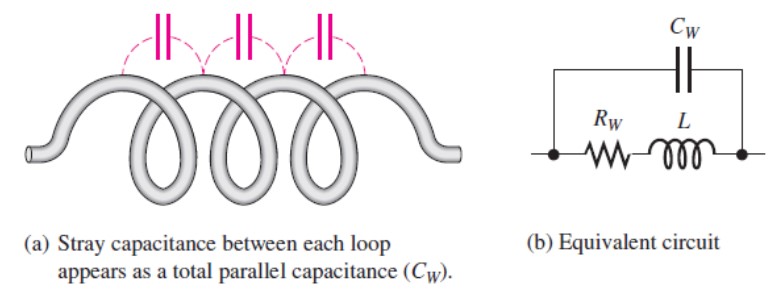 C_W
R_W
L
(a) Stray capacitance between each loop
appears as a total parallel capacitance (C_W).
(b) Equivalent circuit